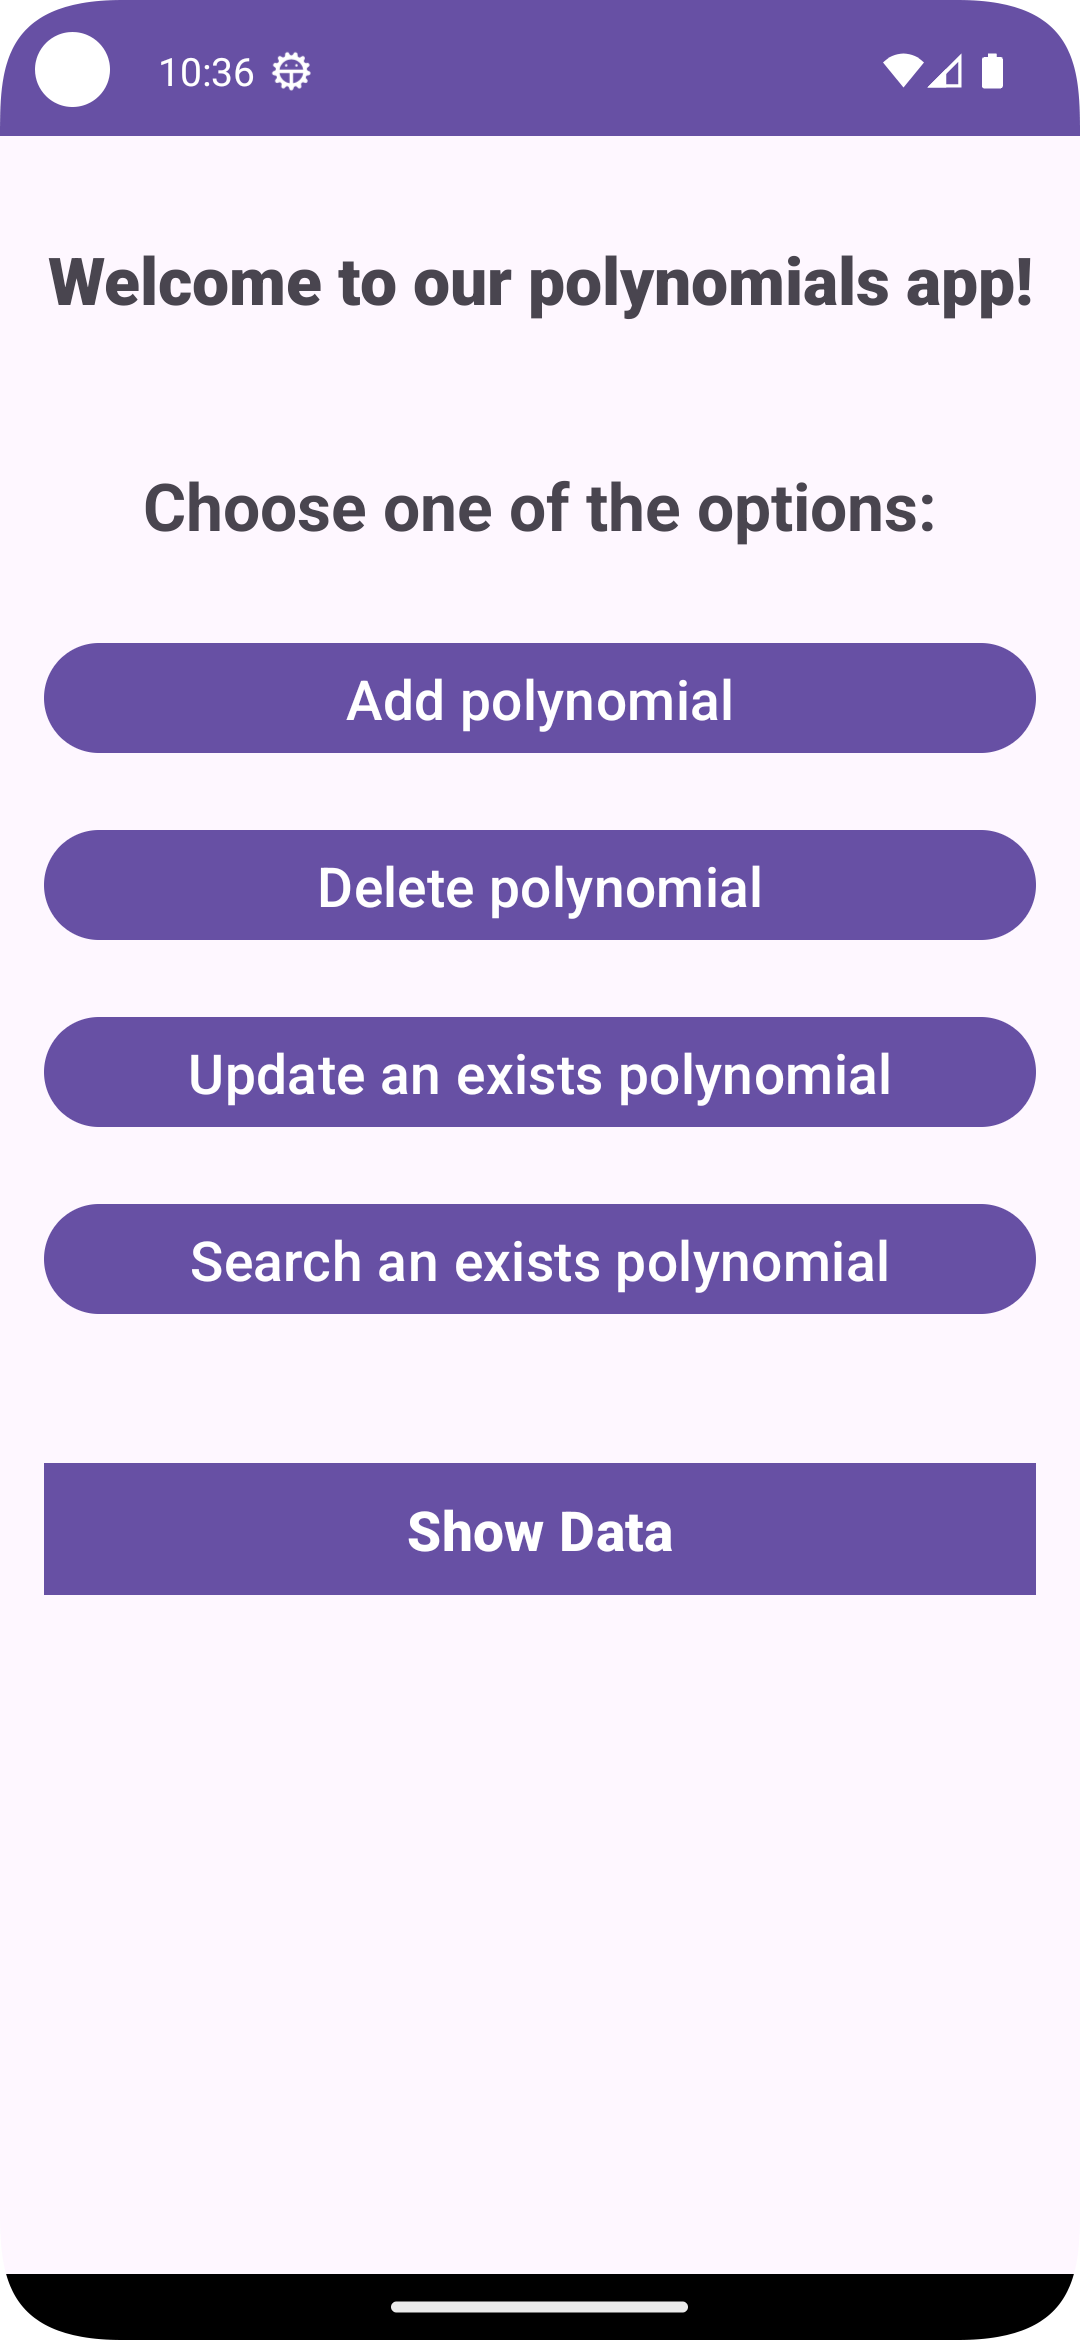 10:36
Welcome to our polynomials app!
Choose one of the options:
Add polynomial
Delete polynomial
Update an exists polynomial
Search an exists polynomial
Show Data